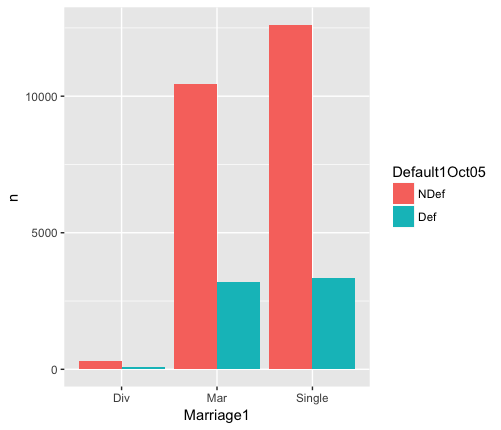 10000
5000
0
n
Div Mar Single
Marriage1
Default1Oct05
NDef
Def